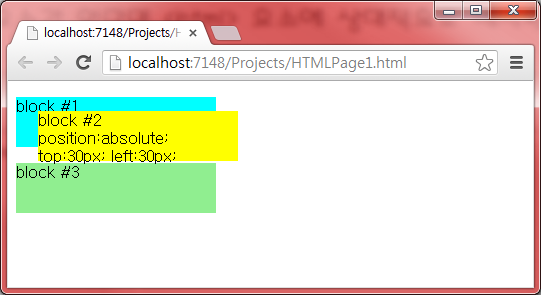 localhost:7148/Projects/H
localhost:7148/Projects/HTMLPage1.html
block #1
block #2
position:absolute;
top:30px; left:30px;
block #3